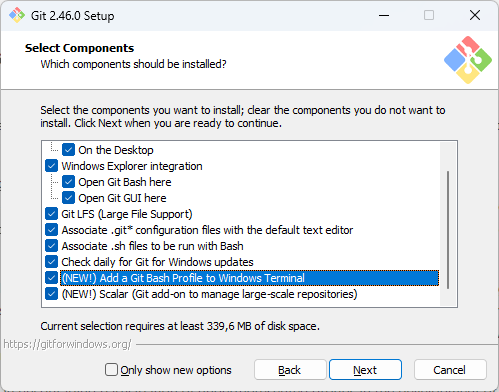 Git 2.46.0 Setup
Select Components
Which components should be installed?
Select the components you want to install; clear the components you do not want to
install. Click Next when you are ready to continue.
On the Desktop
Windows Explorer integration
Open Git Bash here
Open Git GUI here
Git LFS (Large File Support)
Associate .git* configuration files with the default text editor
Associate .sh files to be run with Bash
Check daily for Git for Windows updates
(NEW!) Add a Git Bash Profile to Windows Terminal
(NEW!) Scalar (Git add-on to manage large-scale repositories)
Current selection requires at least 339,6 MB of disk space.
https://gitforwindows.org/
Only show new options
Back
Next
Cancel